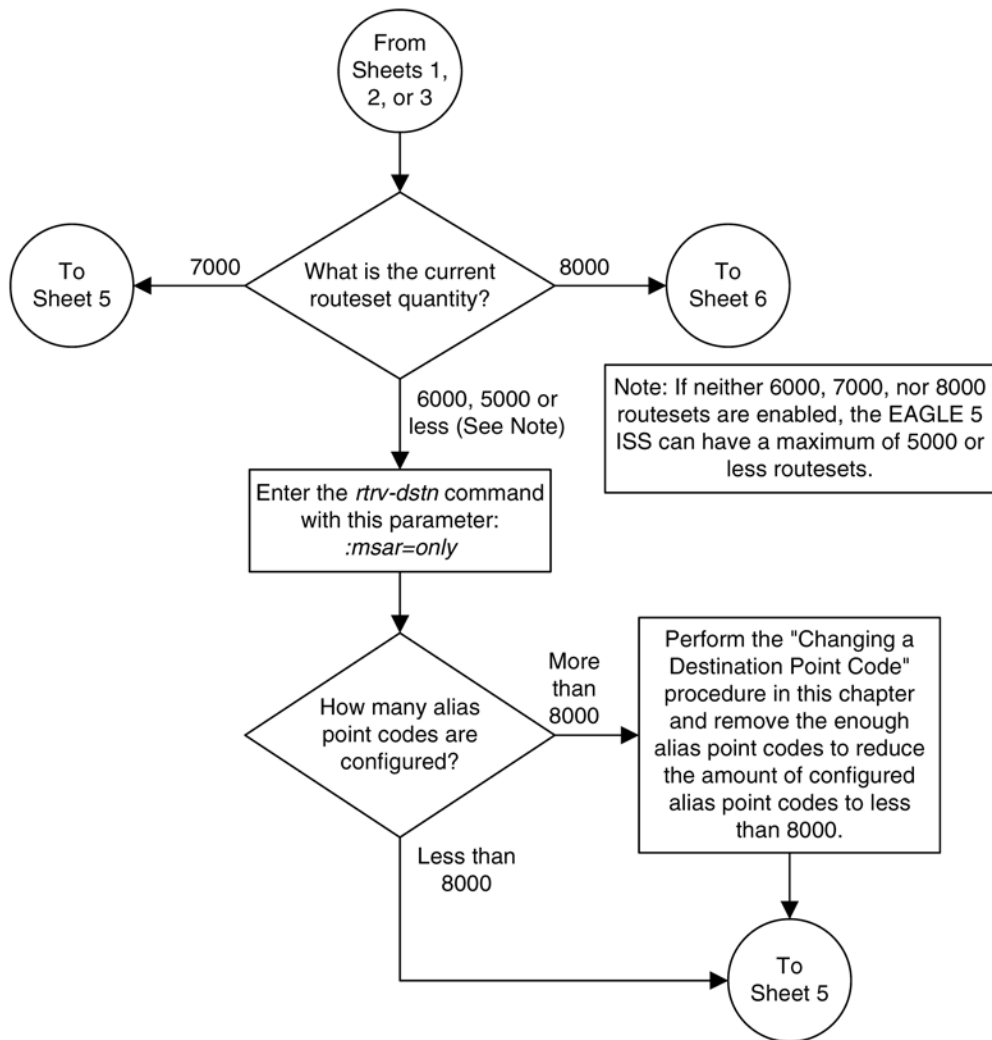 From
Sheets 1,
2, or 3
What is the current
routeset quantity?
7000
To
Sheet 5
8000
To
Sheet 6
6000, 5000 or
less (See Note)
Note: If neither 6000, 7000, nor 8000
routesets are enabled, the EAGLE 5
ISS can have a maximum of 5000 or
less routesets.
Enter the rtrv-dstn command
with this parameter:
:msar=only
How many alias
point codes are
configured?
More
than
8000
Perform the "Changing a
Destination Point Code"
procedure in this chapter
and remove the enough
alias point codes to reduce
the amount of configured
alias point codes to less
than 8000.
Less than
8000
To
Sheet 5